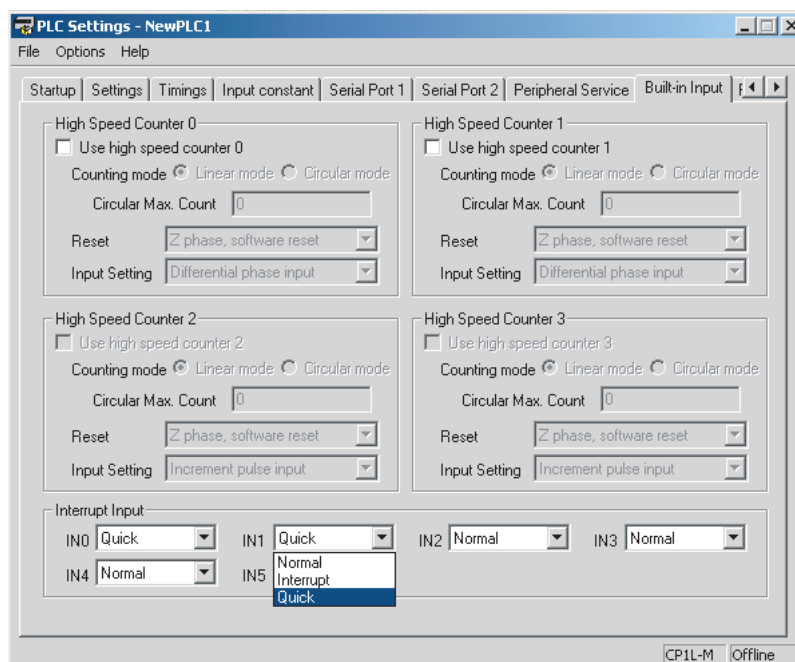 PLC Settings - NewPLC1
File Options Help
Startup Settings Timings Input constant Serial Port 1 Serial Port 2 Peripheral Service Built-in Input
High Speed Counter 0
Use high speed counter 0
Counting mode Linear mode Circular mode
Circular Max. Count 0
Reset Z phase, software reset
Input Setting Differential phase input
High Speed Counter 1
Use high speed counter 1
Counting mode Linear mode Circular mode
Circular Max. Count 0
Reset Z phase, software reset
Input Setting Differential phase input
High Speed Counter 2
Use high speed counter 2
Counting mode Linear mode Circular mode
Circular Max. Count 0
Reset Z phase, software reset
Input Setting Increment pulse input
High Speed Counter 3
Use high speed counter 3
Counting mode Linear mode Circular mode
Circular Max. Count 0
Reset Z phase, software reset
Input Setting Increment pulse input
Interrupt Input
IN0 Quick IN1 Quick IN2 Normal IN3 Normal
IN4 Normal IN5
Normal
Interrupt
Quick
CP1L-M Offline